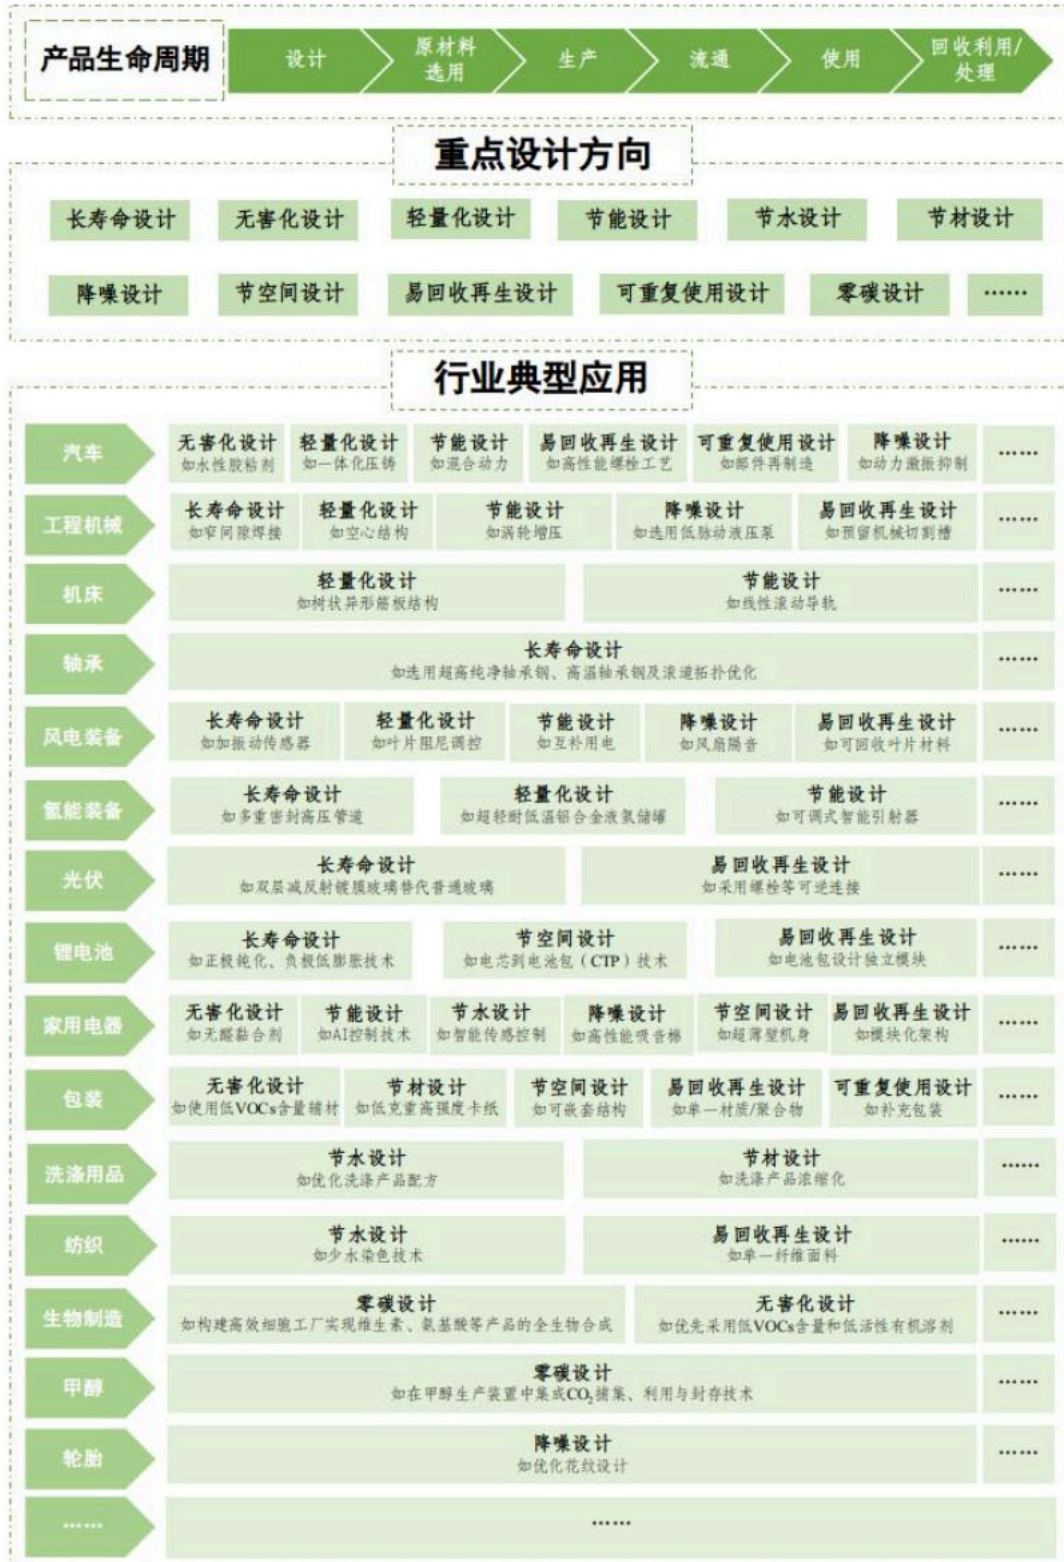 产品生命周期
设计
原材料
选用
生产
流通
使用
回收利用/
处理
重点设计方向
长寿命设计
无害化设计
轻量化设计
节能设计
节水设计
节材设计
降噪设计
节空间设计
易回收再生设计
可重复使用设计
零碳设计
……
行业典型应用
汽车
无害化设计
如水性胶粘剂
轻量化设计
如一体化压铸
节能设计
如混合动力
易回收再生设计
如高性能螺栓工艺
可重复使用设计
如部件再制造
降噪设计
如动力激振抑制
……
工程机械
长寿命设计
如窄间隙焊接
轻量化设计
如空心结构
节能设计
如涡轮增压
降噪设计
如选用低脉动液压泵
易回收再生设计
如预留机械切割槽
……
机床
轻量化设计
如树状异形筋板结构
节能设计
如线性滚动导轨
……
轴承
长寿命设计
如选用超高纯净轴承钢、高温轴承钢及滚道拓扑优化
……
风电装备
长寿命设计
如加振动传感器
轻量化设计
如叶片阻尼调控
节能设计
如互补用电
降噪设计
如风扇隔音
易回收再生设计
如可回收叶片材料
……
氢能装备
长寿命设计
如多重密封高压管道
轻量化设计
如超轻耐低温铝合金液氢储罐
节能设计
如可调式智能引射器
……
光伏
长寿命设计
如双层减反射镀膜玻璃替代普通玻璃
易回收再生设计
如采用螺栓等可逆连接
……
锂电池
长寿命设计
如正极钝化、负极低膨胀技术
节空间设计
如电芯到电池包（CTP）技术
易回收再生设计
如电池包设计独立模块
……
家用电器
无害化设计
如无醛黏合剂
节能设计
如AI控制技术
节水设计
如智能传感控制
降噪设计
如高性能吸音棉
节空间设计
如超薄壁机身
易回收再生设计
如模块化架构
……
包装
无害化设计
如使用低VOCs含量辅材
节材设计
如低克重高强度卡纸
节空间设计
如可嵌套结构
易回收再生设计
如单一材质/聚合物
可重复使用设计
如补充包装
……
洗涤用品
节水设计
如优化洗涤产品配方
节材设计
如洗涤产品浓缩化
……
纺织
节水设计
如少水染色技术
易回收再生设计
如单一纤维面料
……
生物制造
零碳设计
如构建高效细胞工厂实现维生素、氨基酸等产品的全生物合成
无害化设计
如优先采用低VOCs含量和低活性有机溶剂
……
甲醇
零碳设计
如在甲醇生产装置中集成CO₂捕集、利用与封存技术
……
轮胎
降噪设计
如优化花纹设计
……
……
……